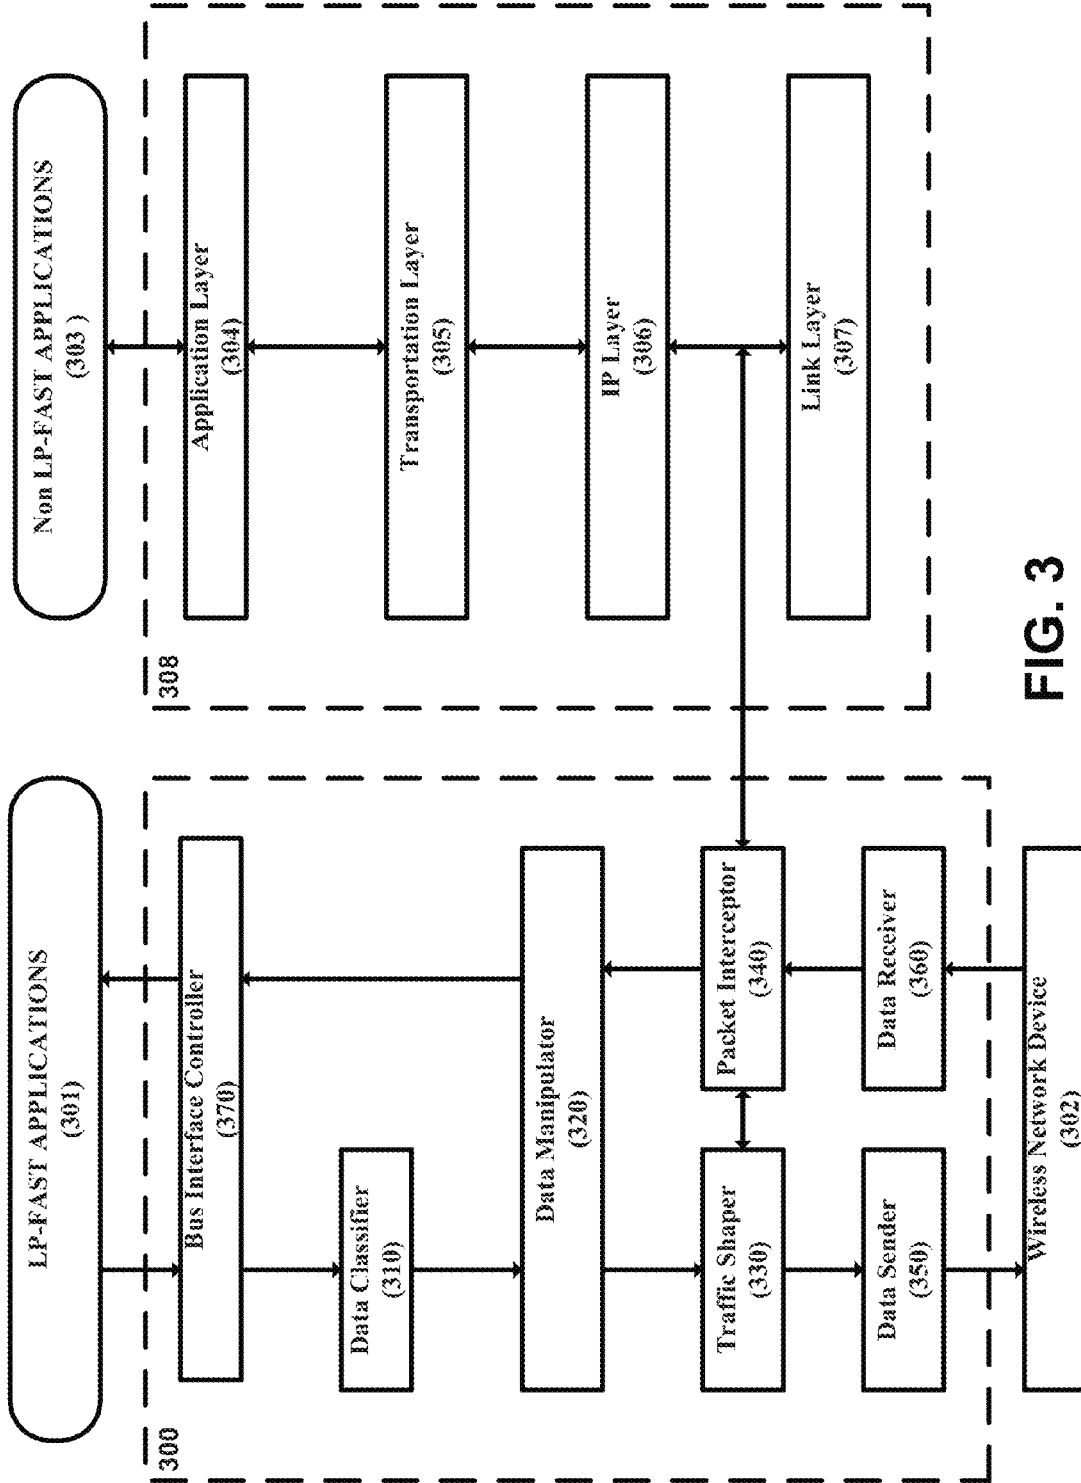 LP-FAST APPLICATIONS
(301)
300
Bus Interface Controller
(370)
Data Classifier
(310)
Data Manipulator
(320)
Traffic Shaper
(330)
Packet Interceptor
(340)
Data Sender
(350)
Data Receiver
(360)
Wireless Network Device
(302)
Non LP-FAST APPLICATIONS
(303 )
308
Application Layer
(304)
Transportation Layer
(305)
IP Layer
(306)
Link Layer
(307)
FIG. 3